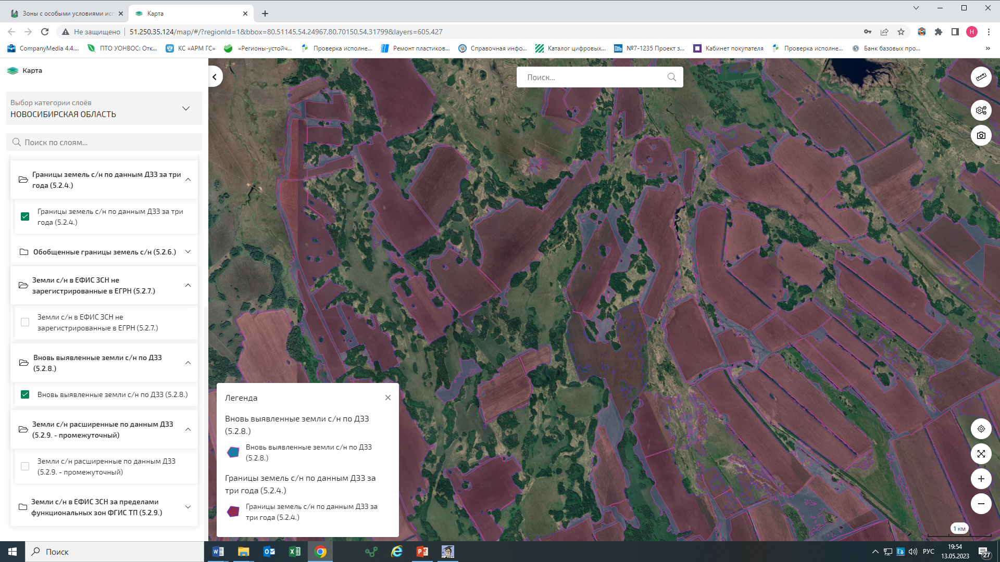 Зоны с особыми условиями исп
Карта
Не защищено
51.250.35.124/map/#/?regionId=1&bbox=80.51145,54.24967,80.70150,54.31799&layers=605,427
Н
CompanyMedia 4.4....
ПТО УОНВОС: Отк...
КС «АРМ ГС»
«Регионы-устойч...
Проверка исполне...
Ремонт пластиков...
Справочная инфо...
Каталог цифровых...
№7-1235 Проект з...
Кабинет покупателя
Проверка исполне...
Банк базовых про...
»
Карта
Выбор категории слоёв
НОВОСИБИРСКАЯ ОБЛАСТЬ
Поиск по слоям...
Границы земель с/н по данным ДЗЗ за три
года (5.2.4.)
Границы земель с/н по данным ДЗЗ за три
года (5.2.4.)
Обобщенные границы земель с/н (5.2.6.)
Земли с/н в ЕФИС ЗСН не
зарегистрированные в ЕГРН (5.2.7.)
Земли с/н в ЕФИС ЗСН не
зарегистрированные в ЕГРН (5.2.7.)
Вновь выявленные земли с/н по ДЗЗ
(5.2.8.)
Вновь выявленные земли с/н по ДЗЗ (5.2.8.)
Земли с/н расширенные по данным ДЗЗ
(5.2.9. - промежуточный)
Земли с/н расширенные по данным ДЗЗ
(5.2.9. - промежуточный)
Земли с/н в ЕФИС ЗСН за пределами
функциональных зон ФГИС ТП (5.2.9.)
Поиск...
Легенда
Вновь выявленные земли с/н по ДЗЗ
(5.2.8.)
Вновь выявленные земли с/н по ДЗЗ
(5.2.8.)
Границы земель с/н по данным ДЗЗ за
три года (5.2.4.)
Границы земель с/н по данным ДЗЗ за
три года (5.2.4.)
1 км
Поиск
РУС
19:54
13.05.2023
27